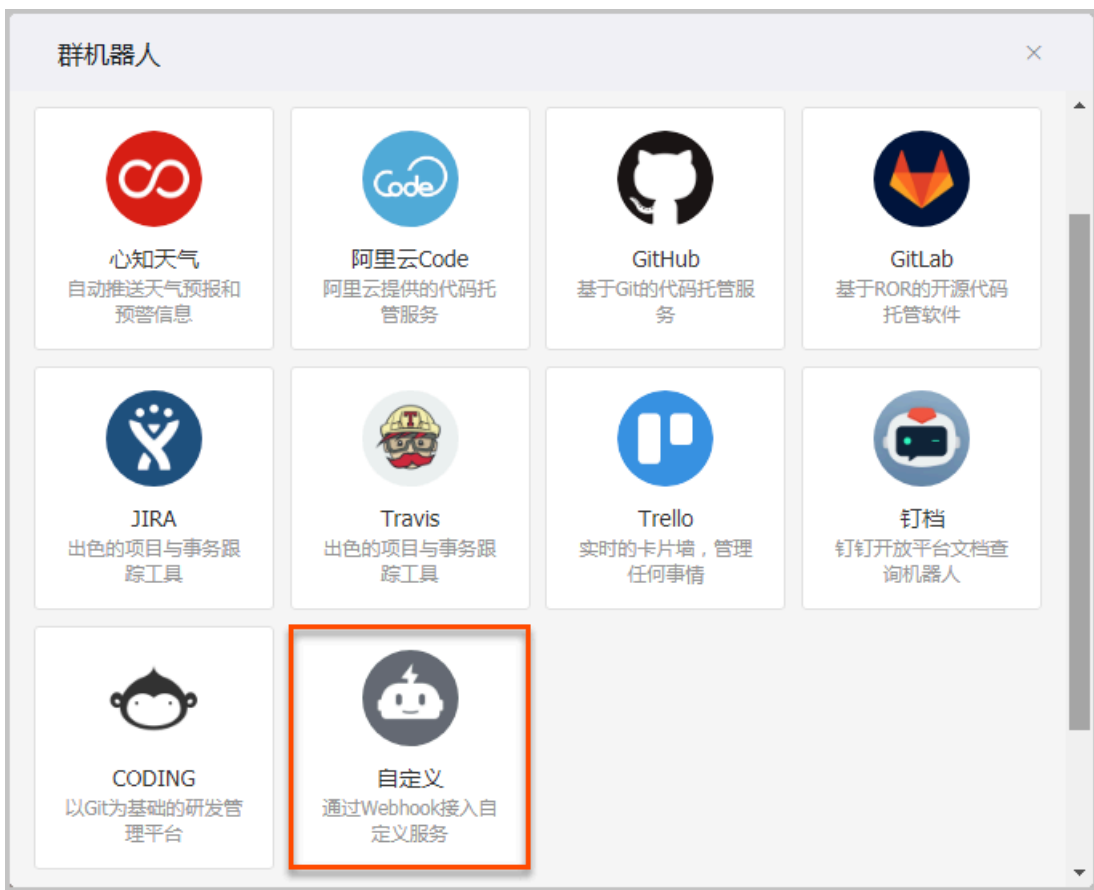 群机器人
心知天气
自动推送天气预报和
预警信息
阿里云Code
阿里云提供的代码托
管服务
GitHub
基于Git的代码托管服
务
GitLab
基于ROR的开源代码
托管软件
JIRA
出色的项目与事务跟
踪工具
Travis
出色的项目与事务跟
踪工具
Trello
实时的卡片墙，管理
任何事情
钉档
钉钉开放平台文档查
询机器人
CODING
以Git为基础的研发管
理平台
自定义
通过Webhook接入自
定义服务
Code
T